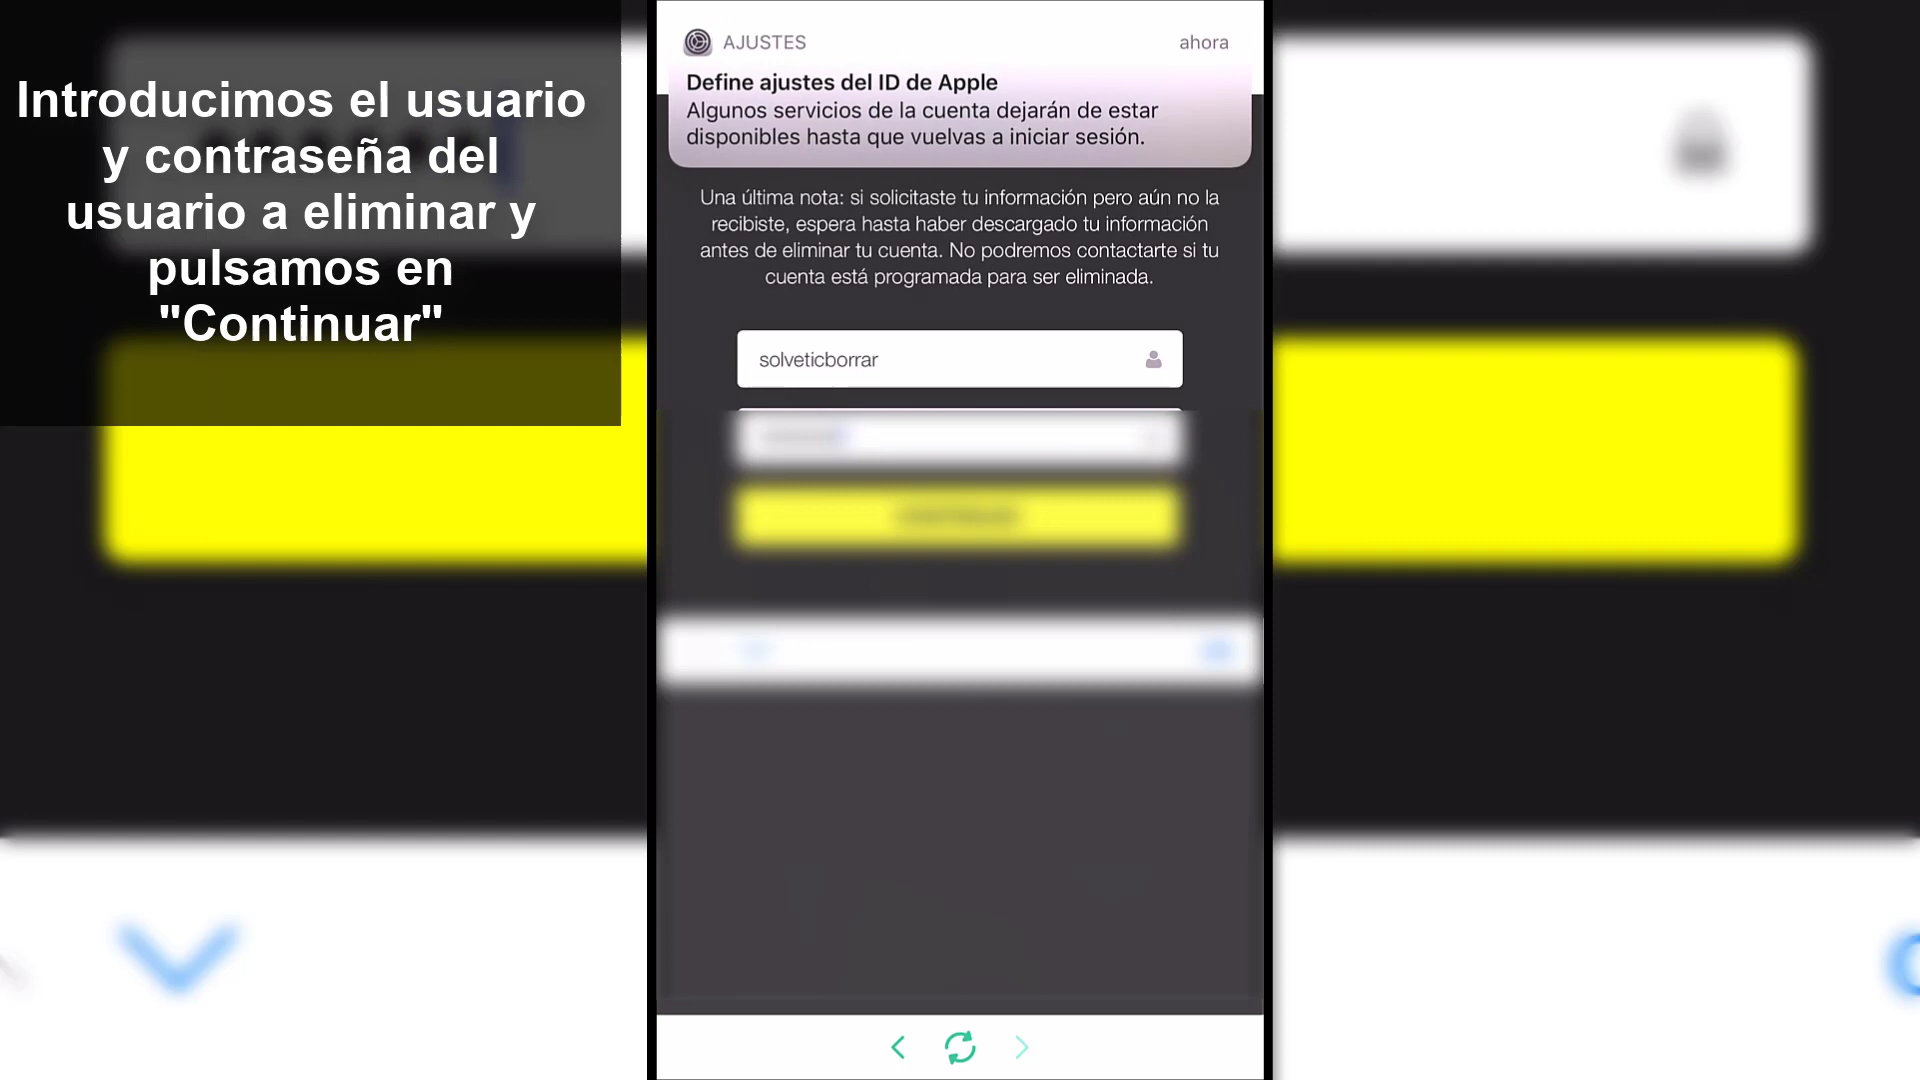 Introducimos el usuario
y contraseña del
usuario a eliminar y
pulsamos en
"Continuar"
AJUSTES
ahora
Define ajustes del ID de Apple
Algunos servicios de la cuenta dejarán de estar
disponibles hasta que vuelvas a iniciar sesión.
Una última nota: si solicitaste tu información pero aún no la
recibiste, espera hasta haber descargado tu información
antes de eliminar tu cuenta. No podremos contactarte si tu
cuenta está programada para ser eliminada.
solveticborrar